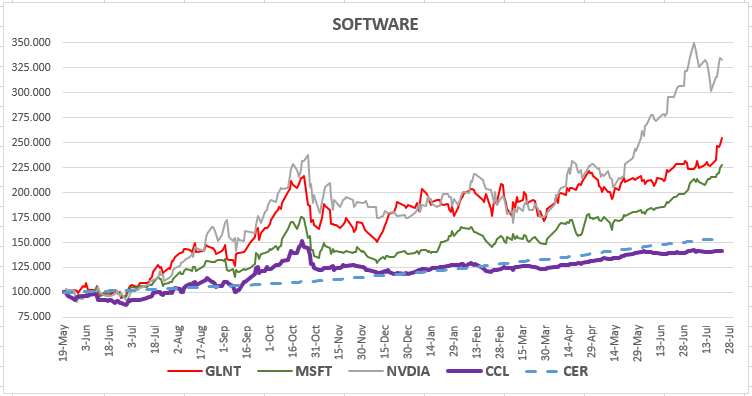 SOFTWARE
350.000
325.000
300.000
275.000
250.000
225.000
200.000
175.000
150.000
125.000
100.000
75.000
19-May
3-Jun
18-Jun
3-Jul
18-Jul
2-Aug
17-Aug
1-Sep
16-Sep
1-Oct
16-Oct
31-Oct
15-Nov
30-Nov
15-Dec
30-Dec
14-Jan
29-Jan
13-Feb
28-Feb
15-Mar
30-Mar
14-Apr
29-Apr
14-May
29-May
13-Jun
28-Jun
13-Jul
28-Jul
GLNT MSFT NVDIA CCL CER